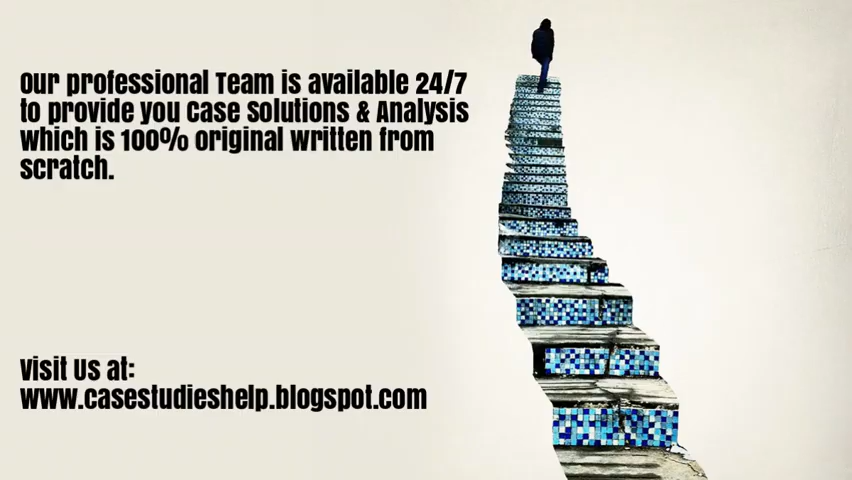 Our professional Team is available 24/7
to provide you Case Solutions & Analysis
which is 100% original written from
scratch.
Visit Us at:
www.casestudieshelp.blogspot.com